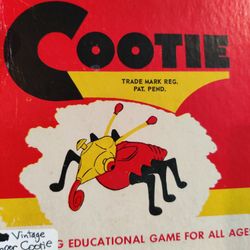 COOTIE
TRADE MARK REG.
PAT. PEND.
Vintage
Cootie
EDUCATIONAL GAME FOR ALL AGE